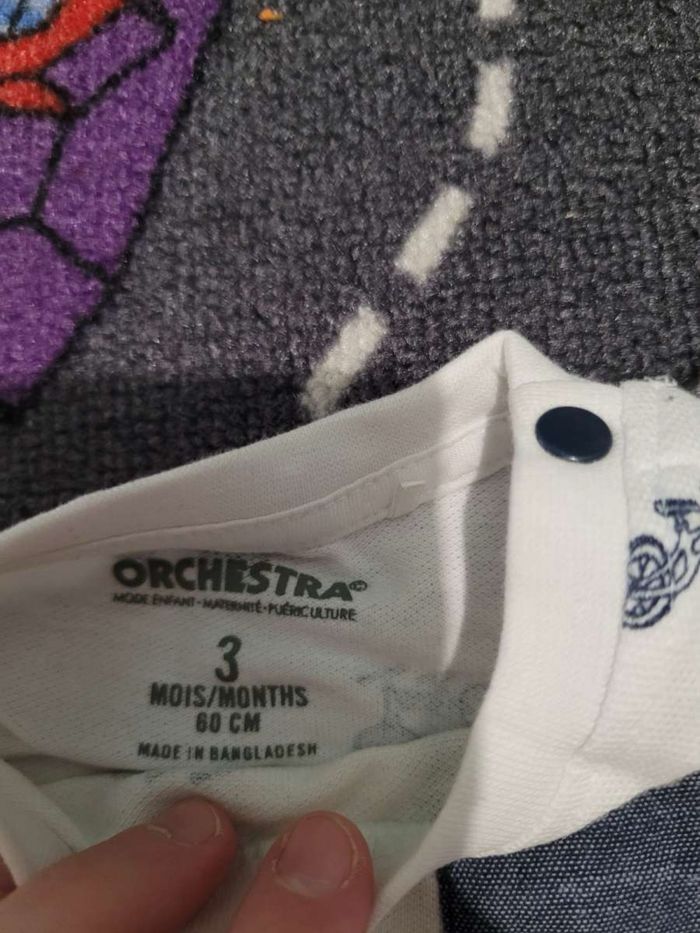 ORCHESTRA
MODE ENFANT - MATERNITÉ - PUÉRICULTURE
3
MOIS/MONTHS
60 CM
MADE IN BANGLADESH